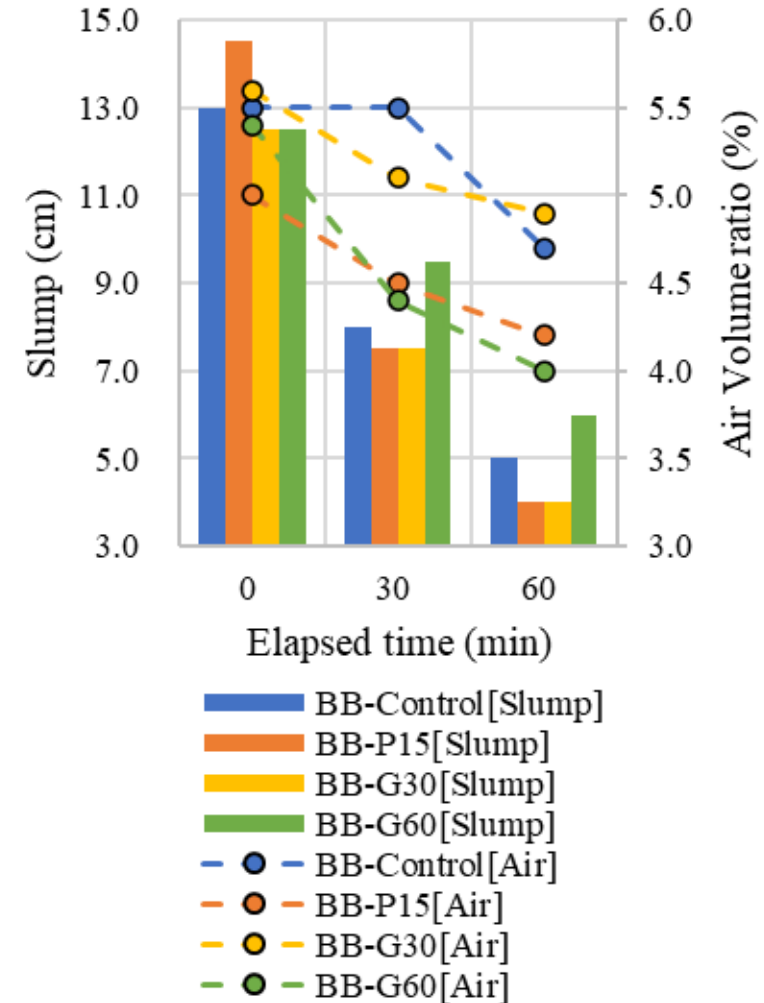 15.0
13.0
11.0
9.0
7.0
5.0
3.0
Slump (cm)
6.0
5.5
5.0
4.5
4.0
3.5
3.0
Air Volume ratio (%)
0 30 60
Elapsed time (min)
BB-Control[Slump]
BB-P15[Slump]
BB-G30[Slump]
BB-G60[Slump]
BB-Control[Air]
BB-P15[Air]
BB-G30[Air]
BB-G60[Air]